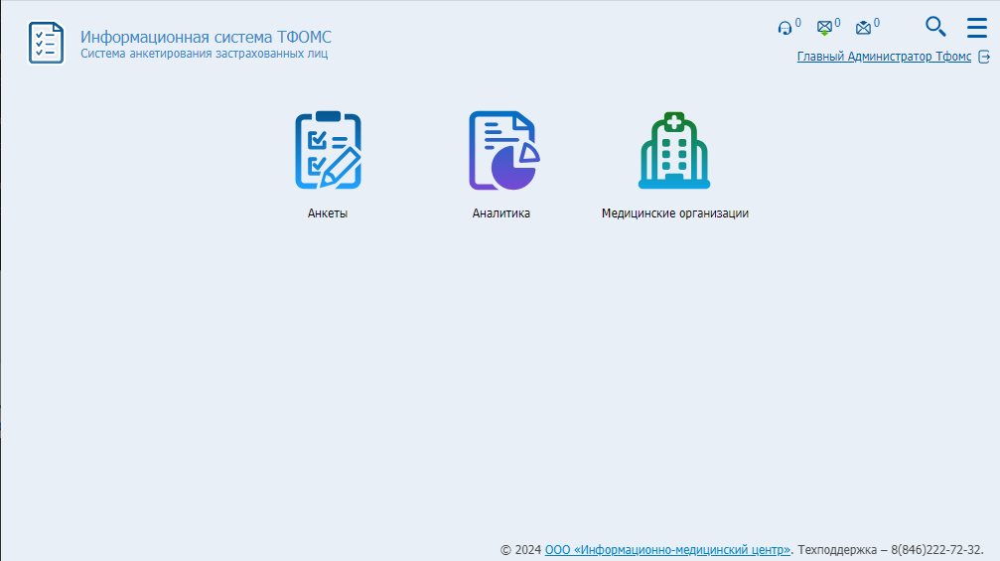 Информационная система ТФОМС
Система анкетирования застрахованных лиц
0 0 0
Главный Администратор Тфомс
Анкеты
Аналитика
Медицинские организации
© 2024 ООО «Информационно-медицинский центр». Техподдержка – 8(846)222-72-32.